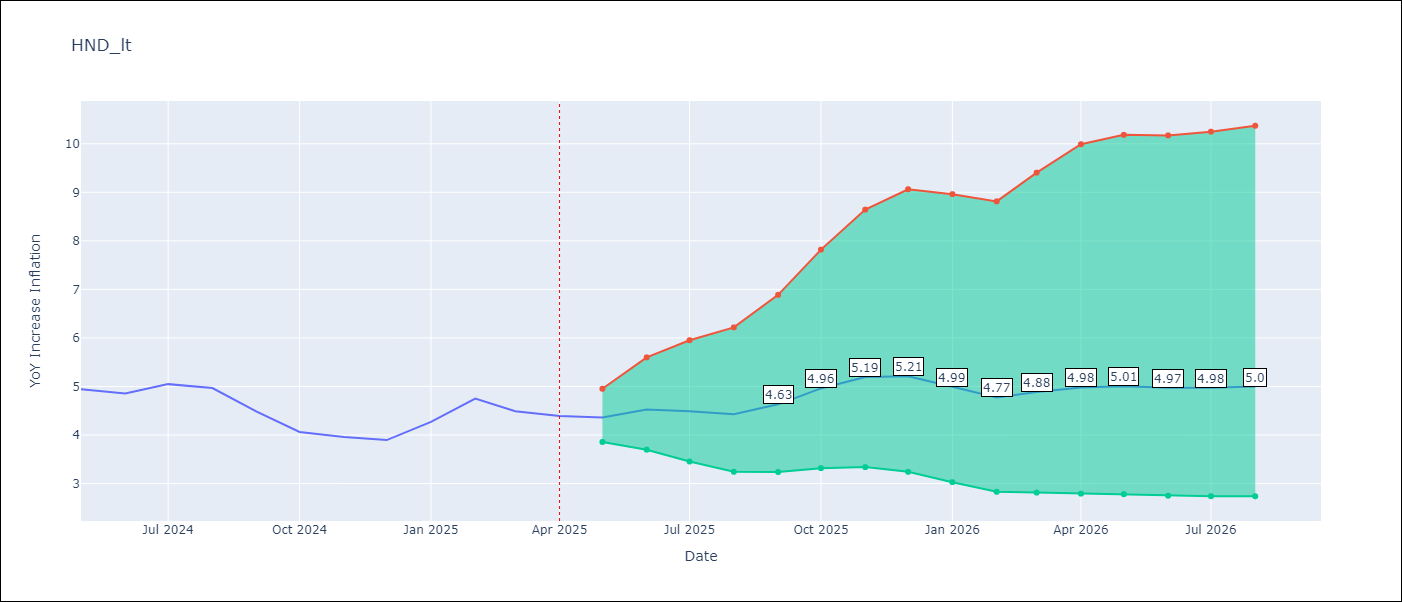 HND_lt
YoY Increase Inflation
10
9
8
7
6
5
4
3
4.63
4.96
5.19
5.21
4.99
4.77
4.88
4.98
5.01
4.97
4.98
5.0
Jul 2024
Oct 2024
Jan 2025
Apr 2025
Jul 2025
Oct 2025
Jan 2026
Apr 2026
Jul 2026
Date